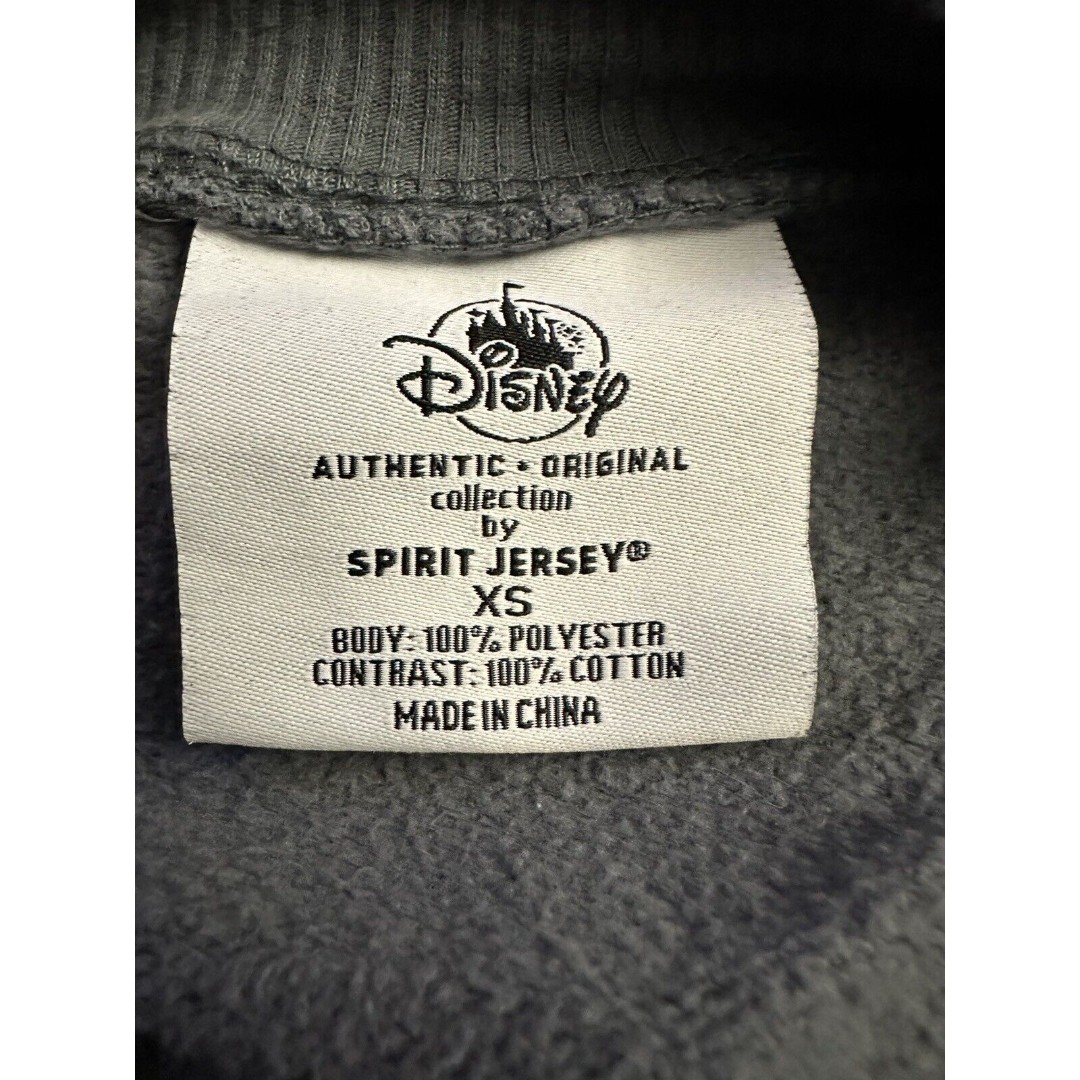 Disney
AUTHENTIC • ORIGINAL
collection
by
SPIRIT JERSEY®
XS
BODY: 100% POLYESTER
CONTRAST: 100% COTTON
MADE IN CHINA